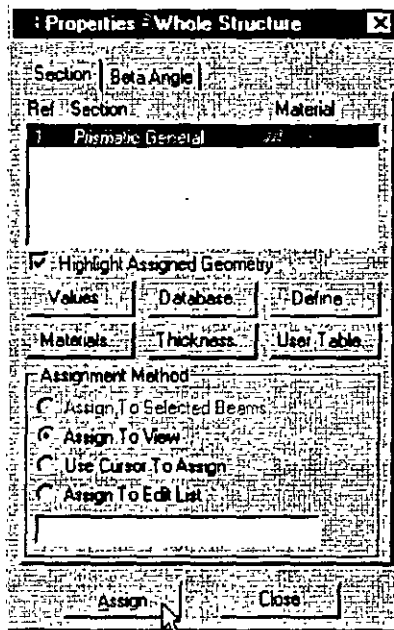 Properties - Whole Structure
Section Beta Angle
Ref Section Material
1 Prismatic General
Highlight Assigned Geometry
Values... Database... Define...
Materials... Thickness... User Table...
Assignment Method
Assign To Selected Beams
Assign To View
Use Cursor To Assign
Assign To Edit List
Assign Close